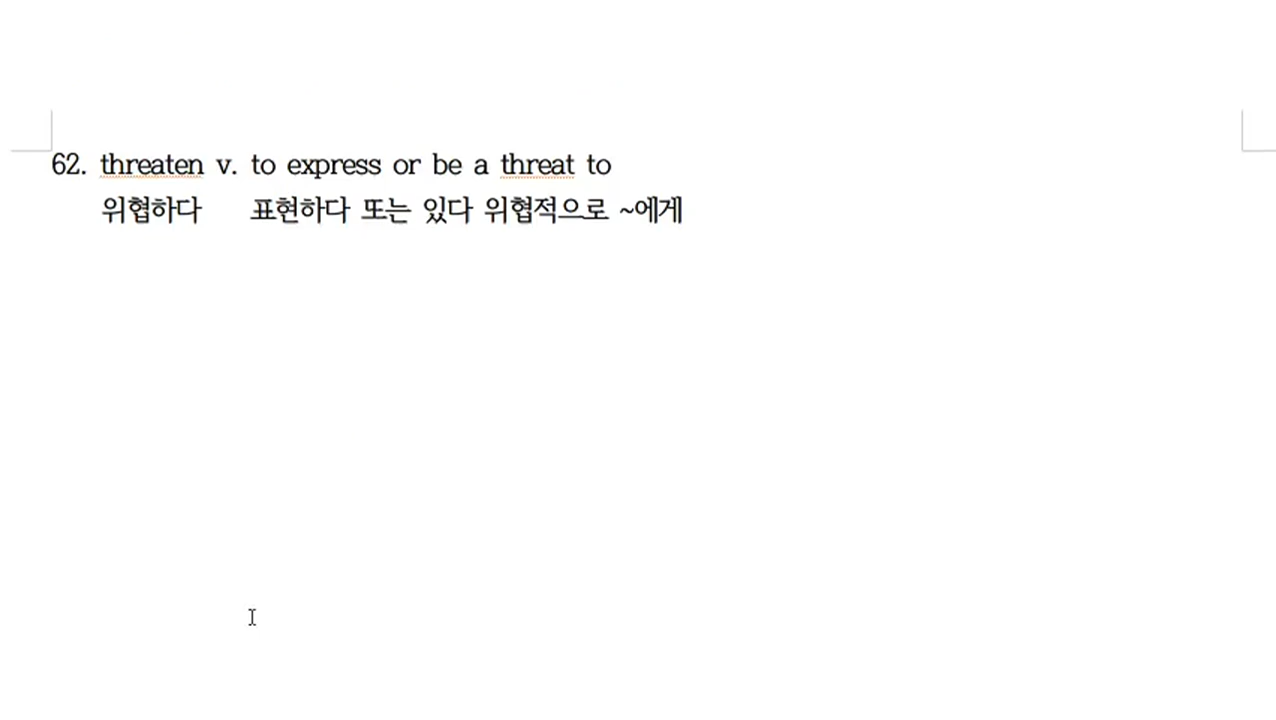 62. threaten v. to express or be a threat to
위협하다 표현하다 또는 있다 위협적으로 ~에게